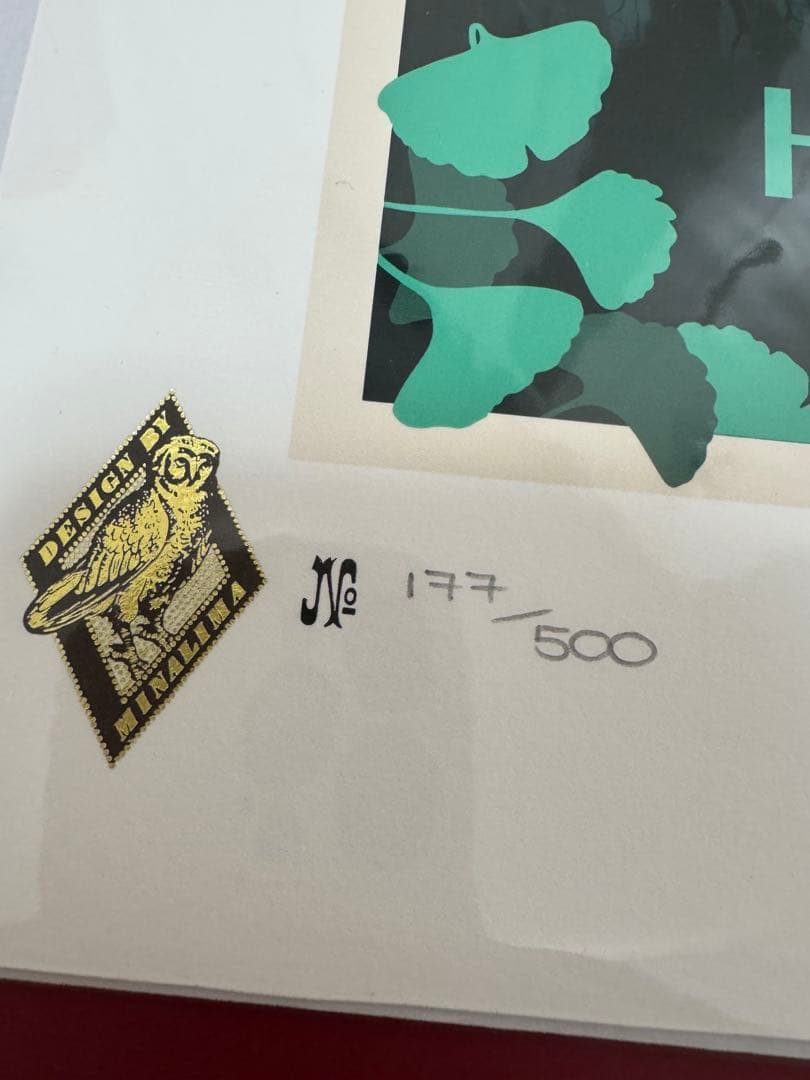 H
DESIGN BY
MINALIMA
№ 177/500